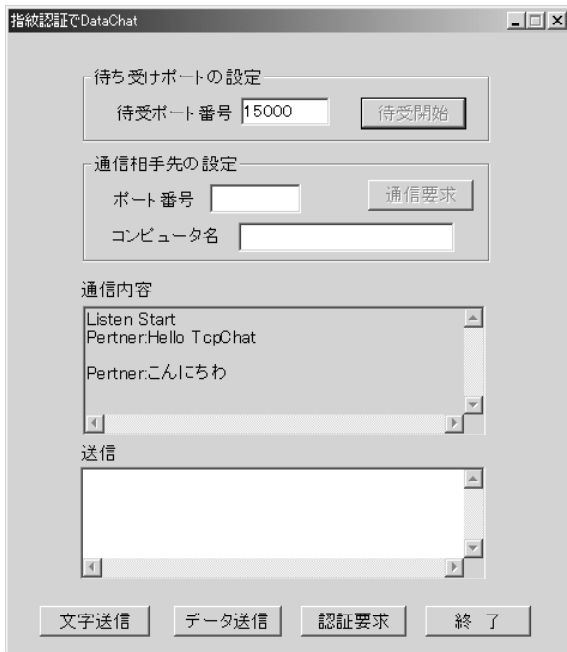 指紋認証でDataChat
待ち受けポートの設定
待受ポート番号 15000 待受開始
通信相手先の設定
ポート番号 通信要求
コンピュータ名
通信内容
Listen Start
Pertner:Hello TcpChat
Pertner:こんにちわ
送信
文字送信 データ送信 認証要求 終 了